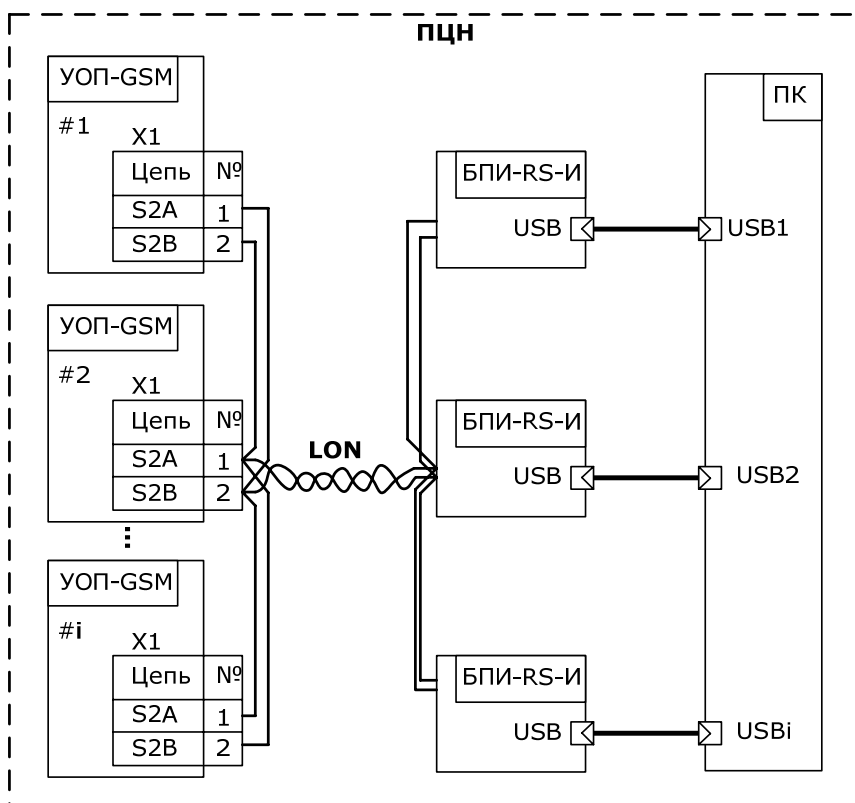 ПЦН
УОП-GSM
#1
X1
Цепь №
S2A 1
S2B 2
УОП-GSM
#2
X1
Цепь №
S2A 1
S2B 2
...
УОП-GSM
#i
X1
Цепь №
S2A 1
S2B 2
LON
БПИ-RS-И
USB
БПИ-RS-И
USB
БПИ-RS-И
USB
ПК
USB1
USB2
USBi